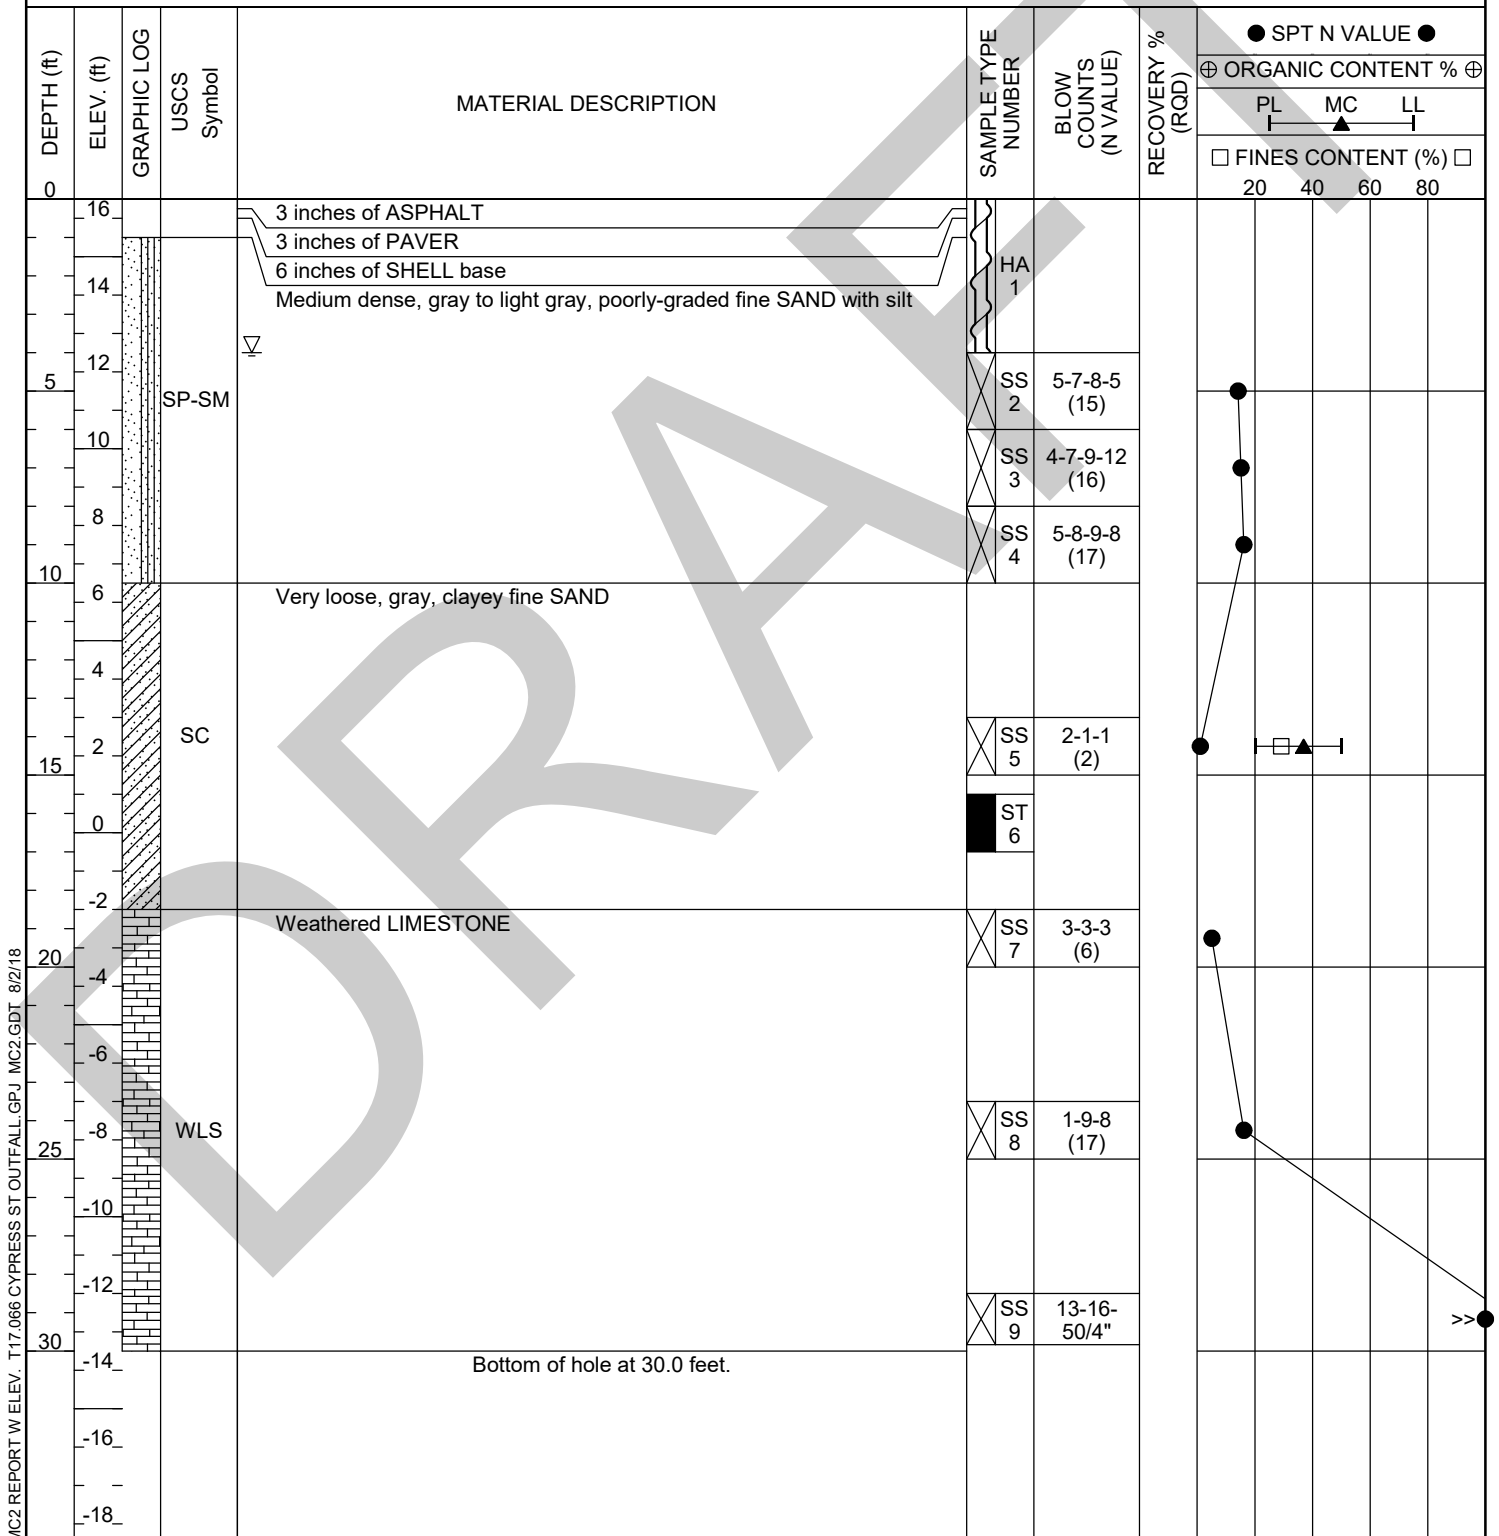 DEPTH (ft)
ELEV. (ft)
GRAPHIC LOG
USCS
Symbol
MATERIAL DESCRIPTION
SAMPLE TYPE
NUMBER
BLOW
COUNTS
(N VALUE)
RECOVERY %
(RQD)
● SPT N VALUE ●
⊕ ORGANIC CONTENT % ⊕
PL MC LL
□ FINES CONTENT (%) □
20 40 60 80
0
16
3 inches of ASPHALT
3 inches of PAVER
6 inches of SHELL base
Medium dense, gray to light gray, poorly-graded fine SAND with silt
HA
1
14
12
5
SP-SM
SS
2
5-7-8-5
(15)
10
SS
3
4-7-9-12
(16)
8
SS
4
5-8-9-8
(17)
10
6
Very loose, gray, clayey fine SAND
4
SC
2
SS
5
2-1-1
(2)
15
0
ST
6
-2
Weathered LIMESTONE
SS
7
3-3-3
(6)
20
-4
-6
-8
WLS
SS
8
1-9-8
(17)
25
-10
-12
SS
9
13-16-
50/4"
>>
30
-14
Bottom of hole at 30.0 feet.
-16
-18
MC2 REPORT W ELEV. T17.066 CYPRESS ST OUTFALL.GPJ MC2.GDT 8/2/18
DRAFT